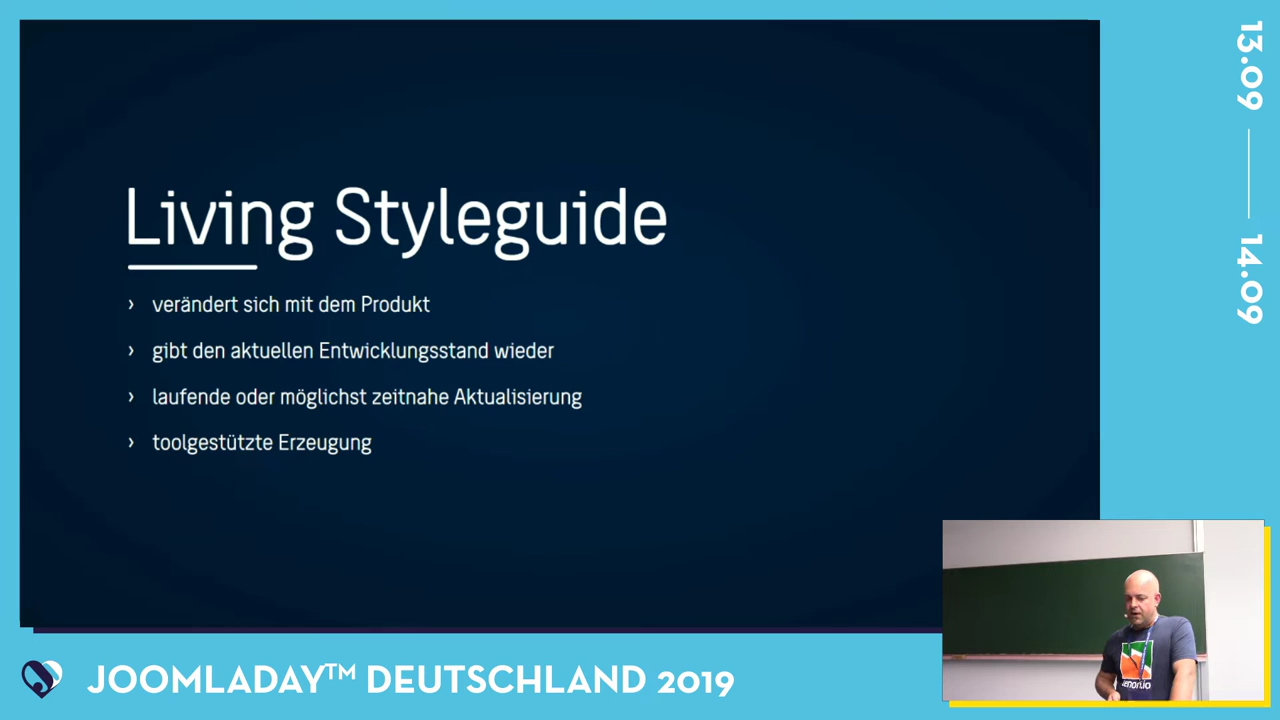 Living Styleguide
› verändert sich mit dem Produkt
› gibt den aktuellen Entwicklungsstand wieder
› laufende oder möglichst zeitnahe Aktualisierung
› toolgestützte Erzeugung
13.09
14.09
JOOMLADAY™ DEUTSCHLAND 2019